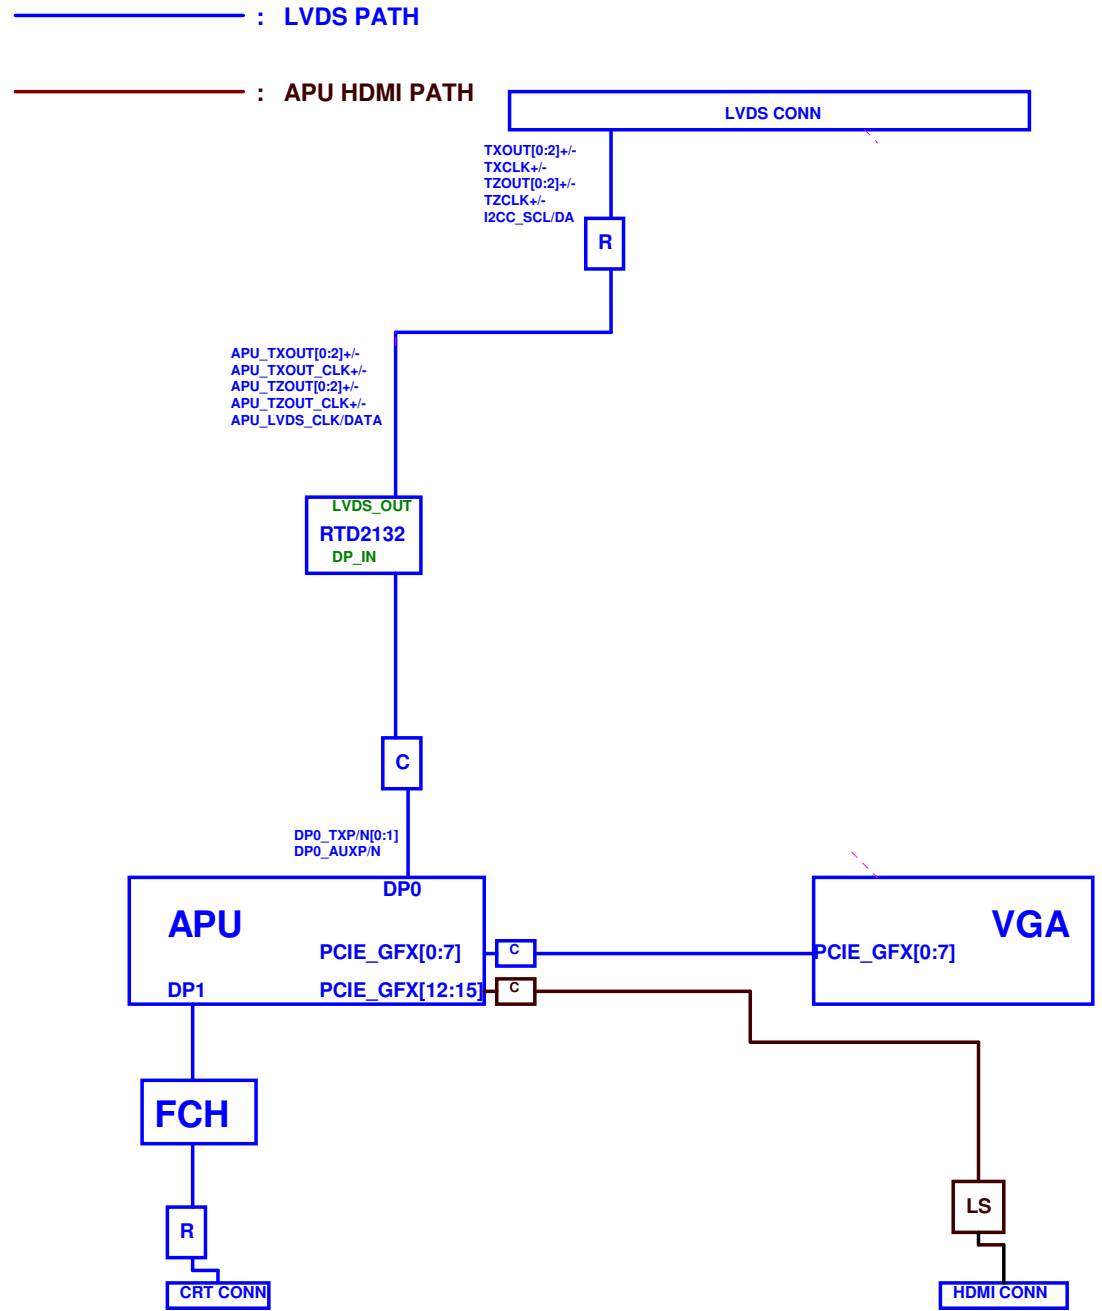 : LVDS PATH
: APU HDMI PATH
LVDS CONN
TXOUT[0:2]+/-
TXCLK+/-
TZOUT[0:2]+/-
TZCLK+/-
I2CC_SCL/DA
R
APU_TXOUT[0:2]+/-
APU_TXOUT_CLK+/-
APU_TZOUT[0:2]+/-
APU_TZOUT_CLK+/-
APU_LVDS_CLK/DATA
LVDS_OUT
RTD2132
DP_IN
C
DP0_TXP/N[0:1]
DP0_AUXP/N
DP0
APU
VGA
PCIE_GFX[0:7]
C
PCIE_GFX[0:7]
DP1
PCIE_GFX[12:15]
C
FCH
LS
R
CRT CONN
HDMI CONN